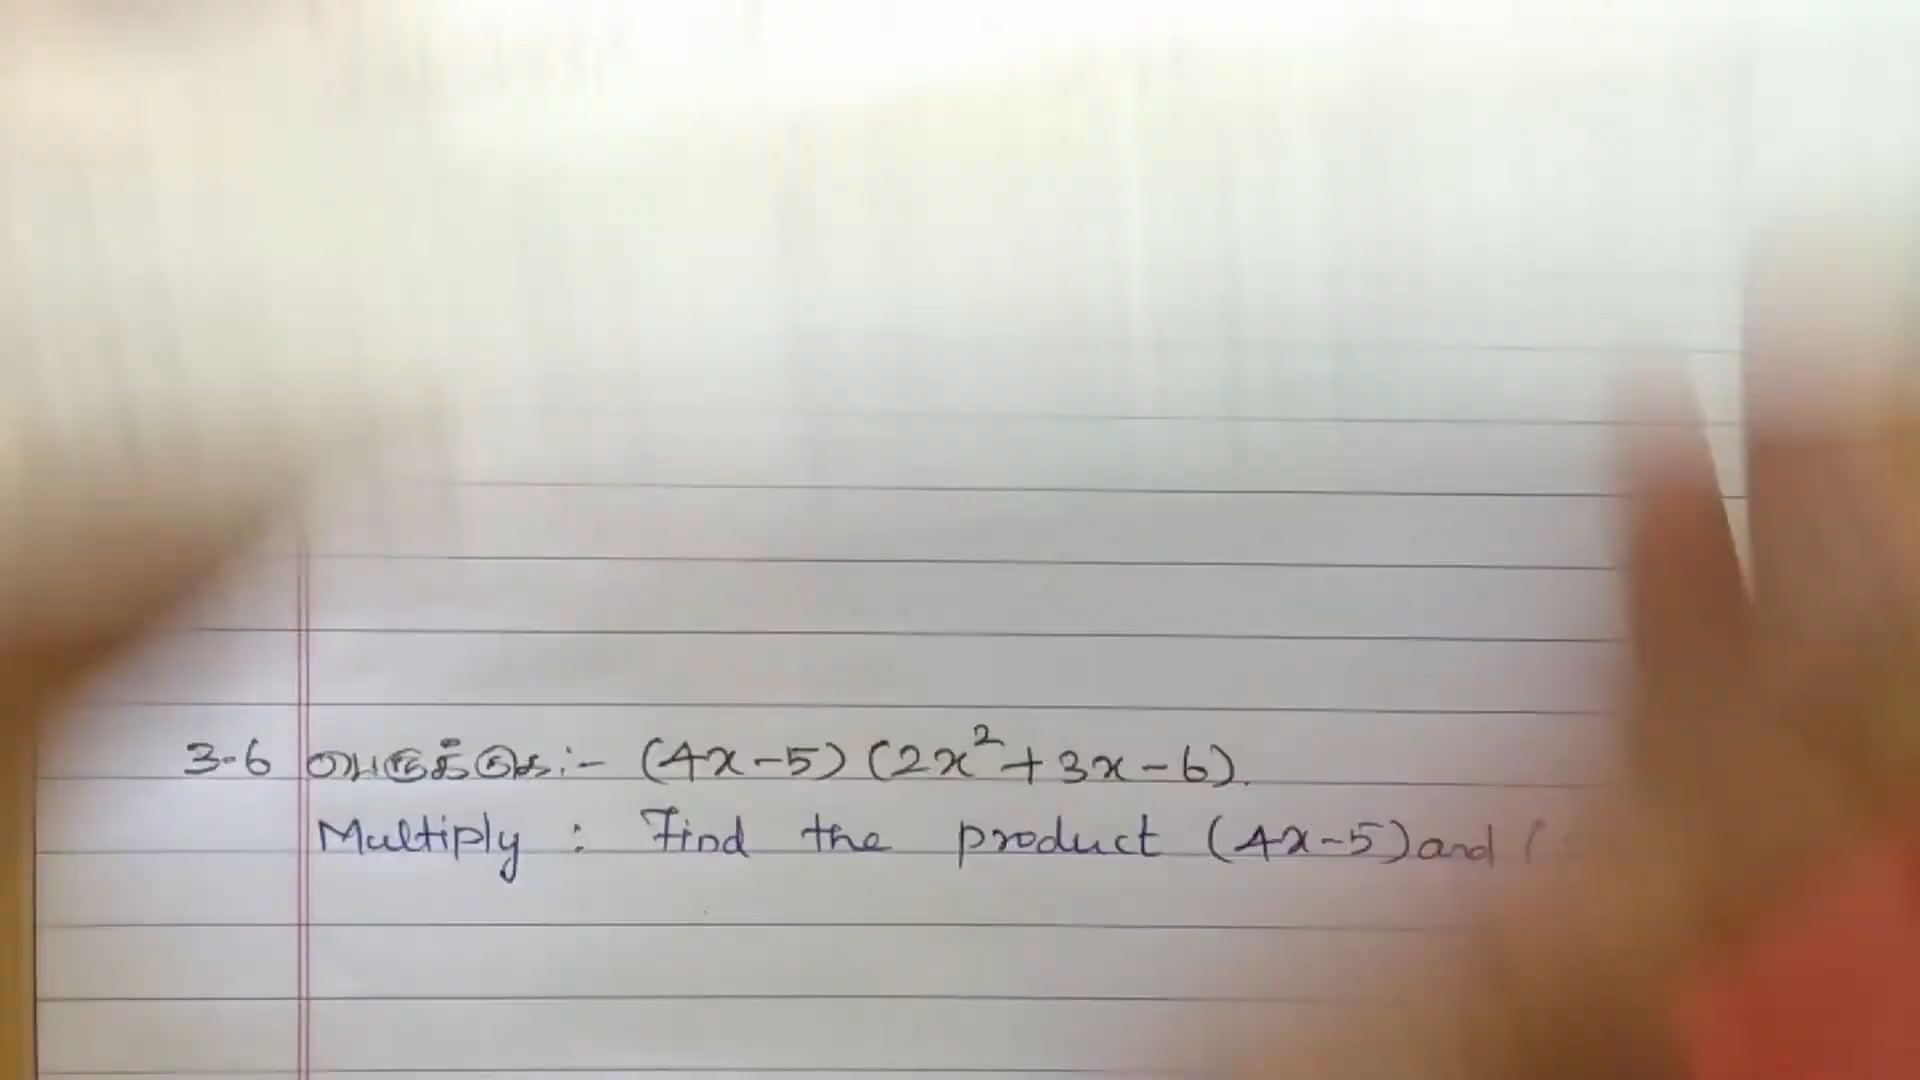 3-6 பெருக்குக:- (4x-5) (2x²+3x-6).
Multiply : Find the product (4x-5) and (